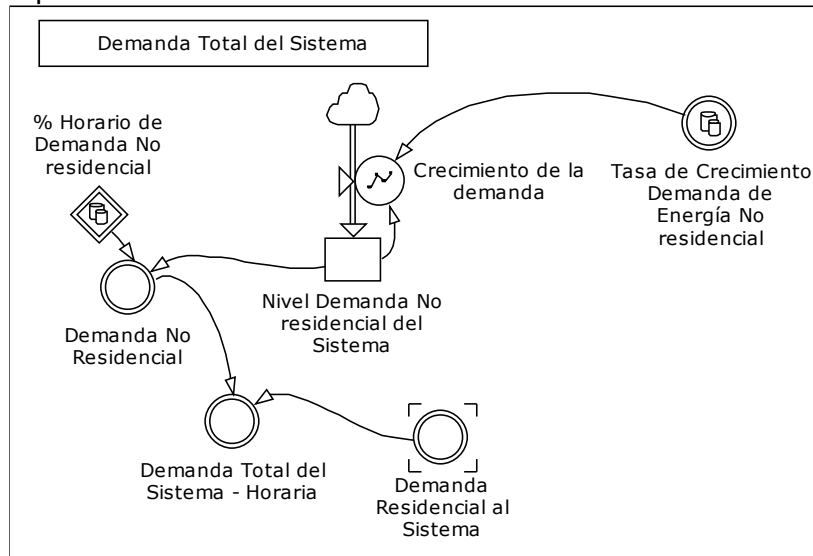 Demanda Total del Sistema
% Horario de
Demanda No
residencial
Crecimiento de la
demanda
Tasa de Crecimiento
Demanda de
Energía No
residencial
Nivel Demanda No
residencial del
Sistema
Demanda No
Residencial
Demanda Total del
Sistema - Horaria
Demanda
Residencial al
Sistema